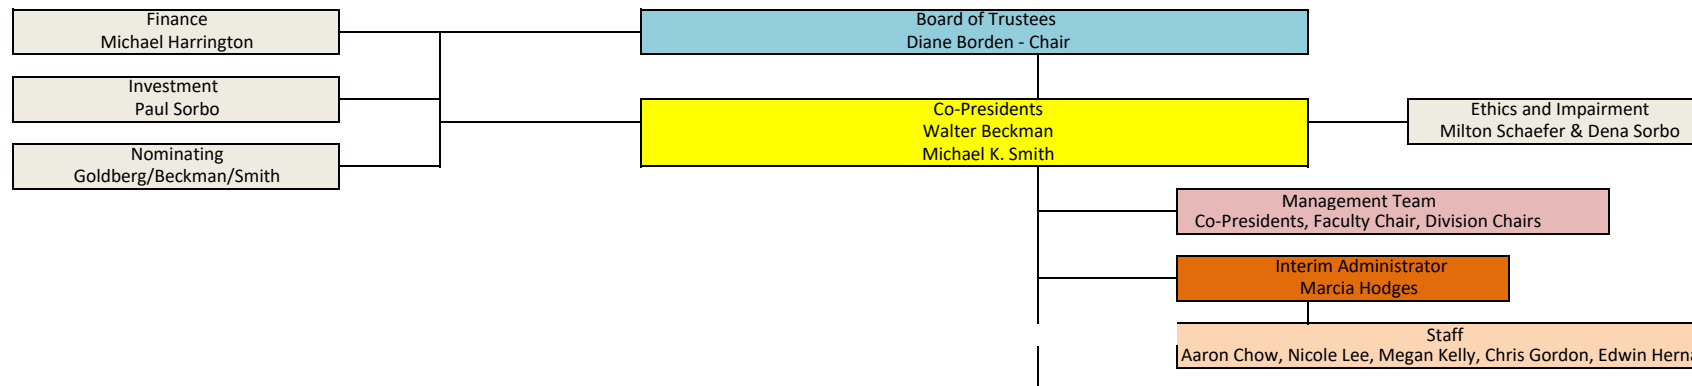 Finance
Michael Harrington
Board of Trustees
Diane Borden - Chair
Investment
Paul Sorbo
Co-Presidents
Walter Beckman
Michael K. Smith
Ethics and Impairment
Milton Schaefer & Dena Sorbo
Nominating
Goldberg/Beckman/Smith
Management Team
Co-Presidents, Faculty Chair, Division Chairs
Interim Administrator
Marcia Hodges
Staff
Aaron Chow, Nicole Lee, Megan Kelly, Chris Gordon, Edwin